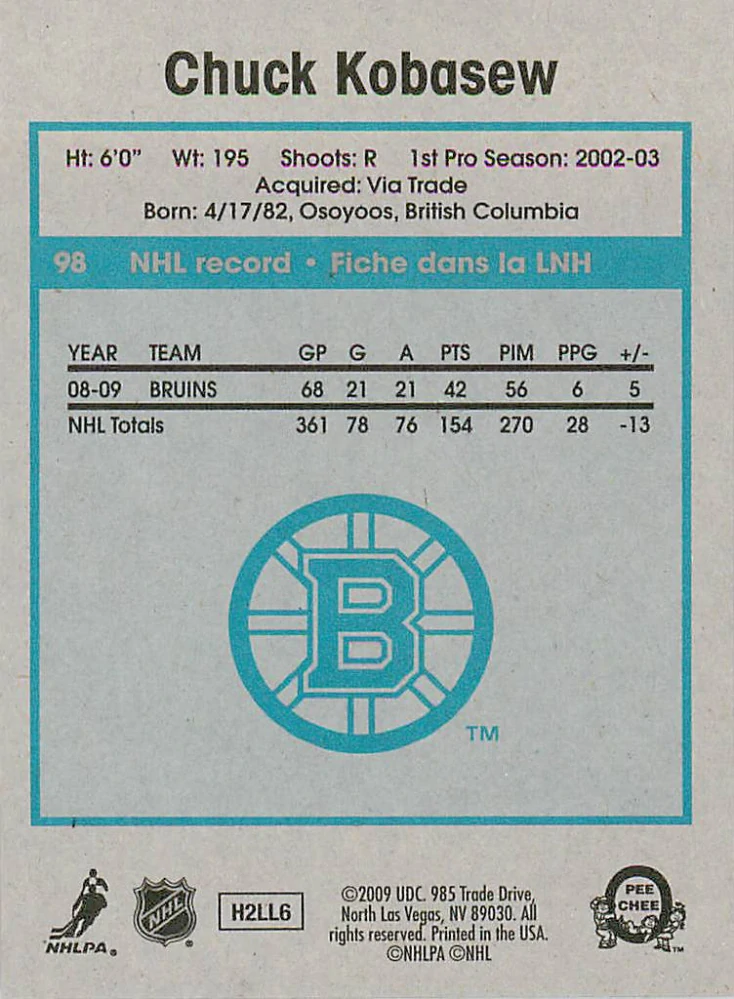 Chuck Kobasew
Ht: 6'0" Wt: 195 Shoots: R 1st Pro Season: 2002-03
Acquired: Via Trade
Born: 4/17/82, Osoyoos, British Columbia
98 NHL record • Fiche dans la LNH
YEAR TEAM GP G A PTS PIM PPG +/-
08-09 BRUINS 68 21 21 42 56 6 5
NHL Totals 361 78 76 154 270 28 -13
B
TM
NHLPA®
NHL
H2LL6
©2009 UDC. 985 Trade Drive,
North Las Vegas, NV 89030. All
rights reserved. Printed in the USA.
©NHLPA ©NHL
PEE
CHEE
TM